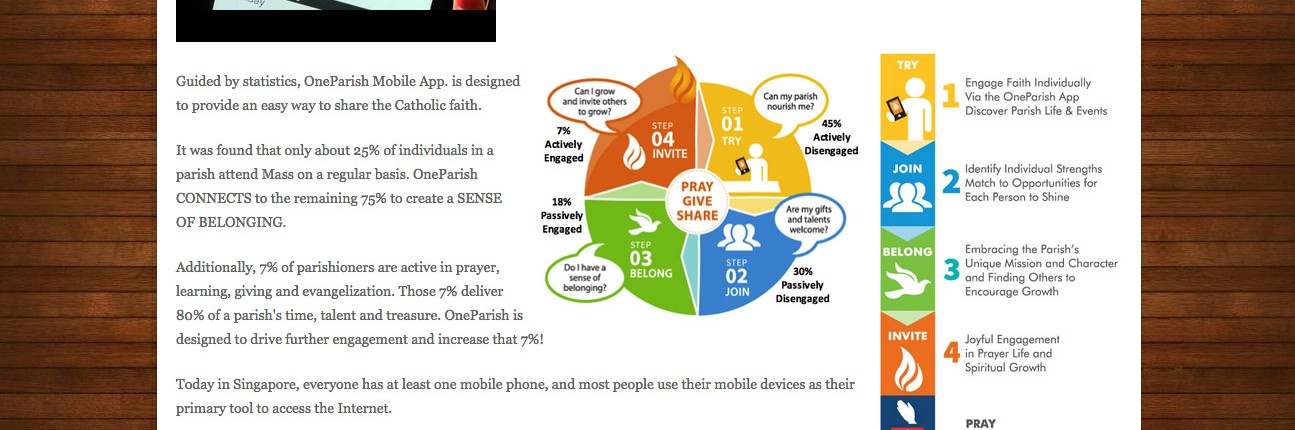 Guided by statistics, OneParish Mobile App. is designed
to provide an easy way to share the Catholic faith.
It was found that only about 25% of individuals in a
parish attend Mass on a regular basis. OneParish
CONNECTS to the remaining 75% to create a SENSE
OF BELONGING.
Additionally, 7% of parishioners are active in prayer,
learning, giving and evangelization. Those 7% deliver
80% of a parish's time, talent and treasure. OneParish is
designed to drive further engagement and increase that 7%!
Today in Singapore, everyone has at least one mobile phone, and most people use their mobile devices as their
primary tool to access the Internet.
Can I grow
and invite others
to grow?
7%
Actively
Engaged
STEP
04
INVITE
Can my parish
nourish me?
STEP
01
TRY
45%
Actively
Disengaged
PRAY
GIVE
SHARE
18%
Passively
Engaged
STEP
03
BELONG
Do I have a
sense of
belonging?
Are my gifts
and talents
welcome?
STEP
02
JOIN
30%
Passively
Disengaged
TRY
1
Engage Faith Individually
Via the OneParish App
Discover Parish Life & Events
JOIN
2
Identify Individual Strengths
Match to Opportunities for
Each Person to Shine
BELONG
3
Embracing the Parish's
Unique Mission and Character
and Finding Others to
Encourage Growth
INVITE
4
Joyful Engagement
in Prayer Life and
Spiritual Growth
PRAY